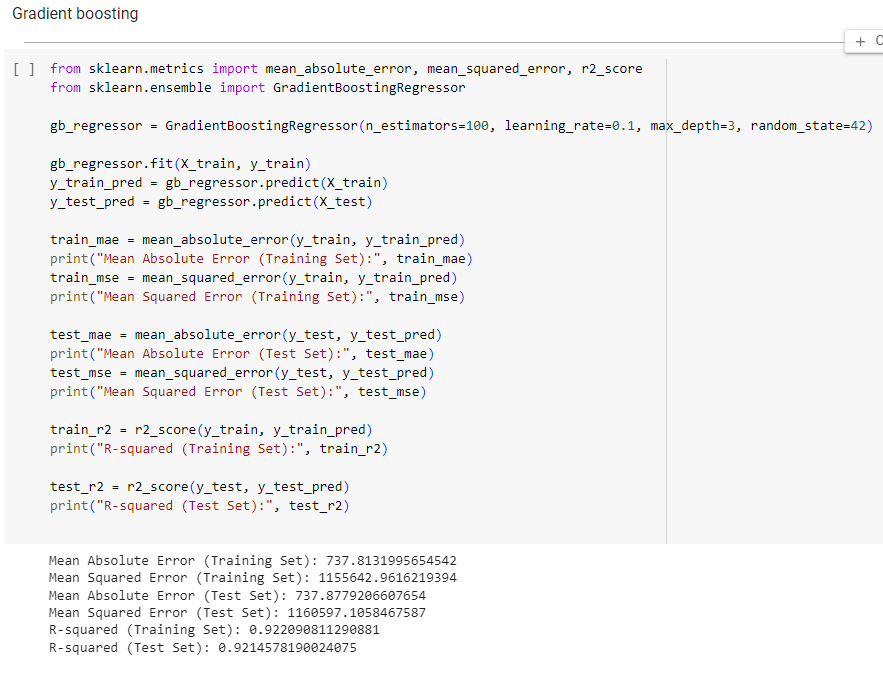 Gradient boosting
+ C
[ ] from sklearn.metrics import mean_absolute_error, mean_squared_error, r2_score
from sklearn.ensemble import GradientBoostingRegressor
gb_regressor = GradientBoostingRegressor(n_estimators=100, learning_rate=0.1, max_depth=3, random_state=42)
gb_regressor.fit(X_train, y_train)
y_train_pred = gb_regressor.predict(X_train)
y_test_pred = gb_regressor.predict(X_test)
train_mae = mean_absolute_error(y_train, y_train_pred)
print("Mean Absolute Error (Training Set):", train_mae)
train_mse = mean_squared_error(y_train, y_train_pred)
print("Mean Squared Error (Training Set):", train_mse)
test_mae = mean_absolute_error(y_test, y_test_pred)
print("Mean Absolute Error (Test Set):", test_mae)
test_mse = mean_squared_error(y_test, y_test_pred)
print("Mean Squared Error (Test Set):", test_mse)
train_r2 = r2_score(y_train, y_train_pred)
print("R-squared (Training Set):", train_r2)
test_r2 = r2_score(y_test, y_test_pred)
print("R-squared (Test Set):", test_r2)
Mean Absolute Error (Training Set): 737.8131995654542
Mean Squared Error (Training Set): 1155642.9616219394
Mean Absolute Error (Test Set): 737.8779206607654
Mean Squared Error (Test Set): 1160597.1058467587
R-squared (Training Set): 0.922090811290881
R-squared (Test Set): 0.9214578190024075